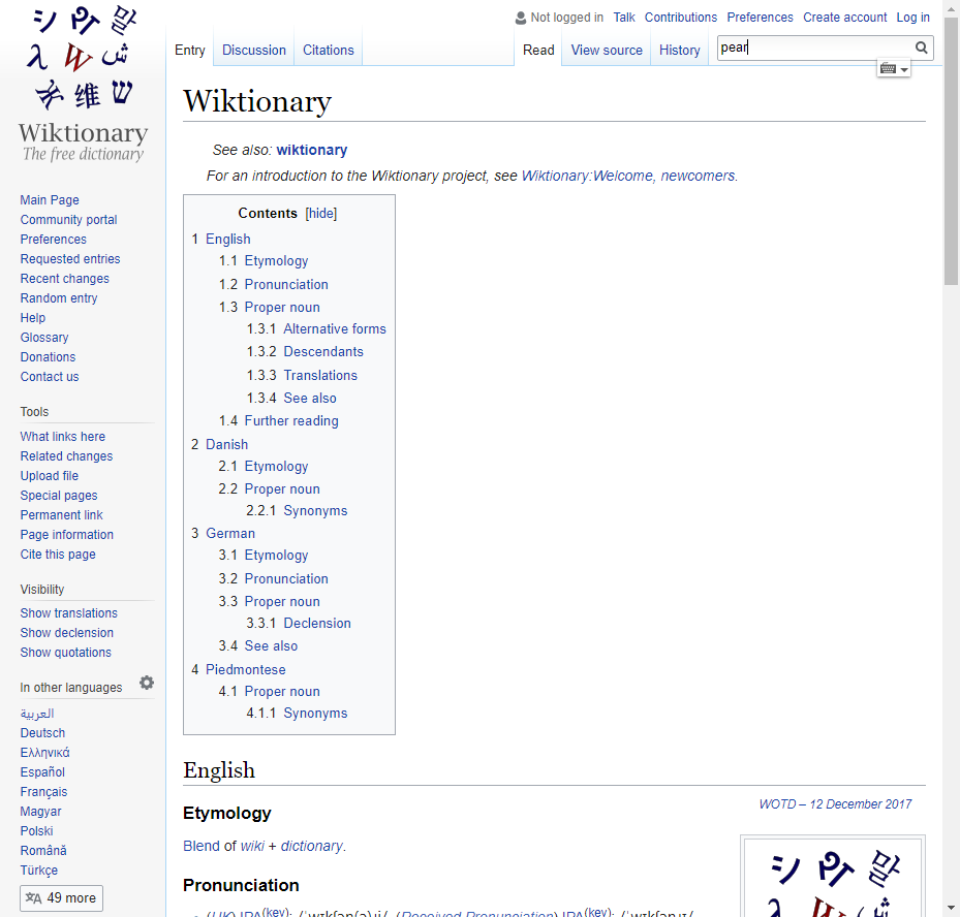 Not logged in Talk Contributions Preferences Create account Log in
Entry Discussion Citations Read View source History pear
Wiktionary
The free dictionary
Main Page
Community portal
Preferences
Requested entries
Recent changes
Random entry
Help
Glossary
Donations
Contact us
Tools
What links here
Related changes
Upload file
Special pages
Permanent link
Page information
Cite this page
Visibility
Show translations
Show declension
Show quotations
In other languages
العربية
Deutsch
Ελληνικά
Español
Français
Magyar
Polski
Română
Türkçe
49 more
Wiktionary
See also: wiktionary
For an introduction to the Wiktionary project, see Wiktionary:Welcome, newcomers.
Contents [hide]
1 English
1.1 Etymology
1.2 Pronunciation
1.3 Proper noun
1.3.1 Alternative forms
1.3.2 Descendants
1.3.3 Translations
1.3.4 See also
1.4 Further reading
2 Danish
2.1 Etymology
2.2 Proper noun
2.2.1 Synonyms
3 German
3.1 Etymology
3.2 Pronunciation
3.3 Proper noun
3.3.1 Declension
3.4 See also
4 Piedmontese
4.1 Proper noun
4.1.1 Synonyms
English
WOTD – 12 December 2017
Etymology
Blend of wiki + dictionary.
Pronunciation
(UK) IPA(key): (Received Pronunciation) IPA(key):